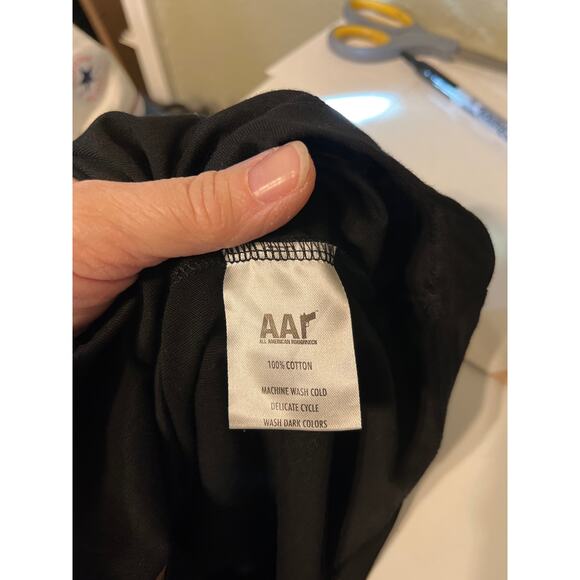 AAr
ALL AMERICAN ROUGHNECK
100% COTTON
MACHINE WASH COLD
DELICATE CYCLE
WASH DARK COLORS